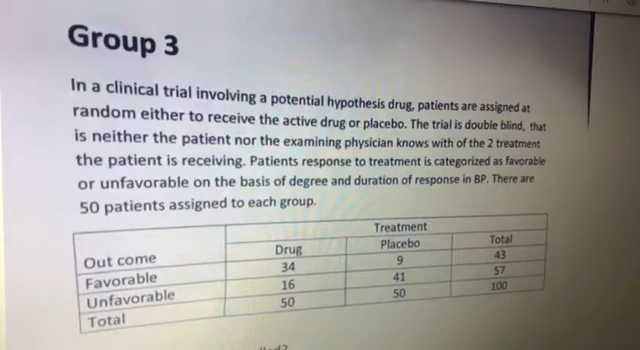 Group 3
In a clinical trial involving a potential hypothesis drug, patients are assigned at
random either to receive the active drug or placebo. The trial is double blind, that
is neither the patient nor the examining physician knows with of the 2 treatment
the patient is receiving. Patients response to treatment is categorized as favorable
or unfavorable on the basis of degree and duration of response in BP. There are
50 patients assigned to each group.
Treatment
Out come Drug Placebo Total
Favorable 34 9 43
Unfavorable 16 41 57
Total 50 50 100